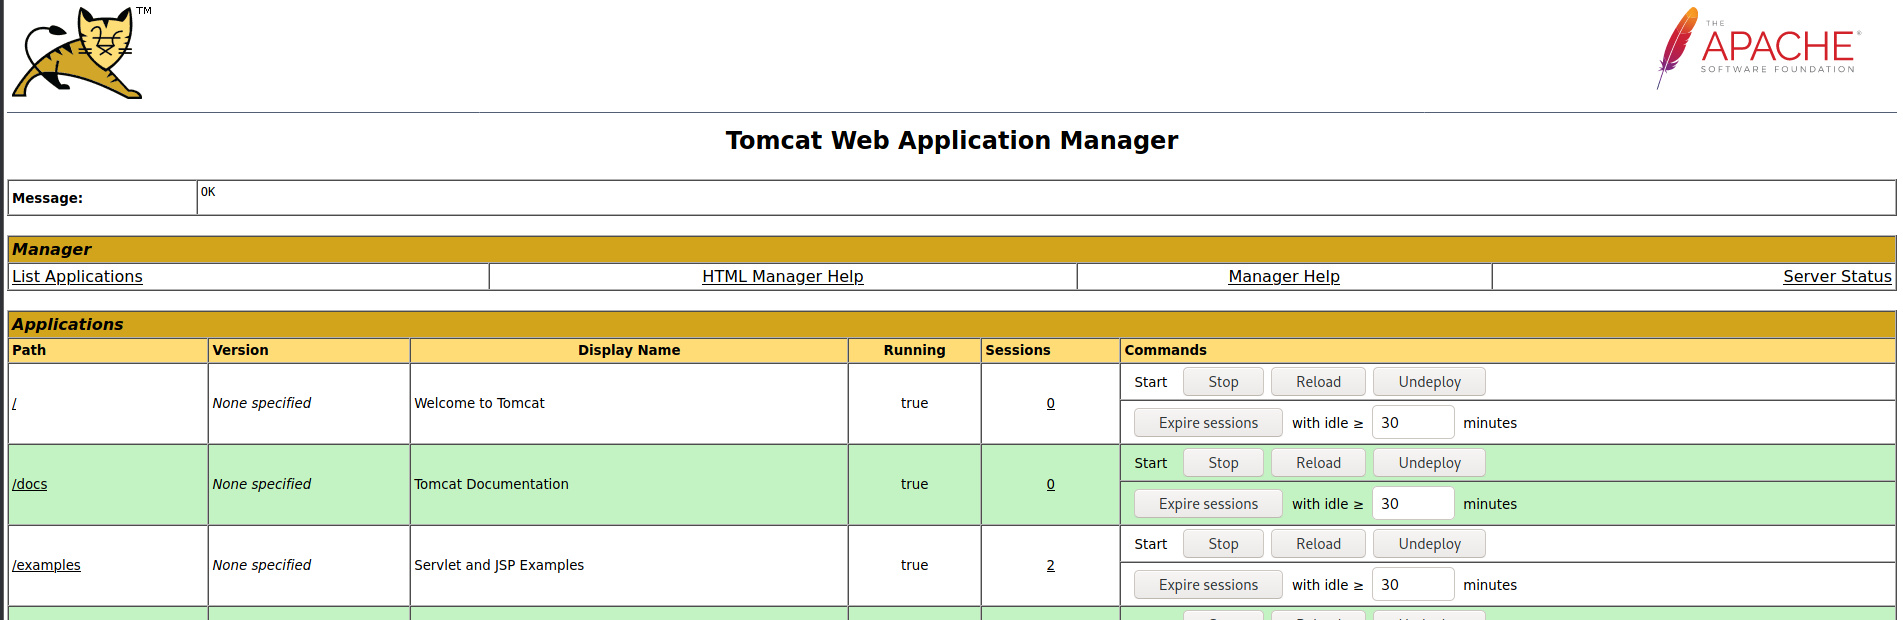 TM
THE
APACHE®
SOFTWARE FOUNDATION
Tomcat Web Application Manager
Message: OK
Manager
List Applications HTML Manager Help Manager Help Server Status
Applications
Path Version Display Name Running Sessions Commands
Start Stop Reload Undeploy
/ None specified Welcome to Tomcat true 0
Expire sessions with idle ≥ 30 minutes
Start Stop Reload Undeploy
/docs None specified Tomcat Documentation true 0
Expire sessions with idle ≥ 30 minutes
Start Stop Reload Undeploy
/examples None specified Servlet and JSP Examples true 2
Expire sessions with idle ≥ 30 minutes